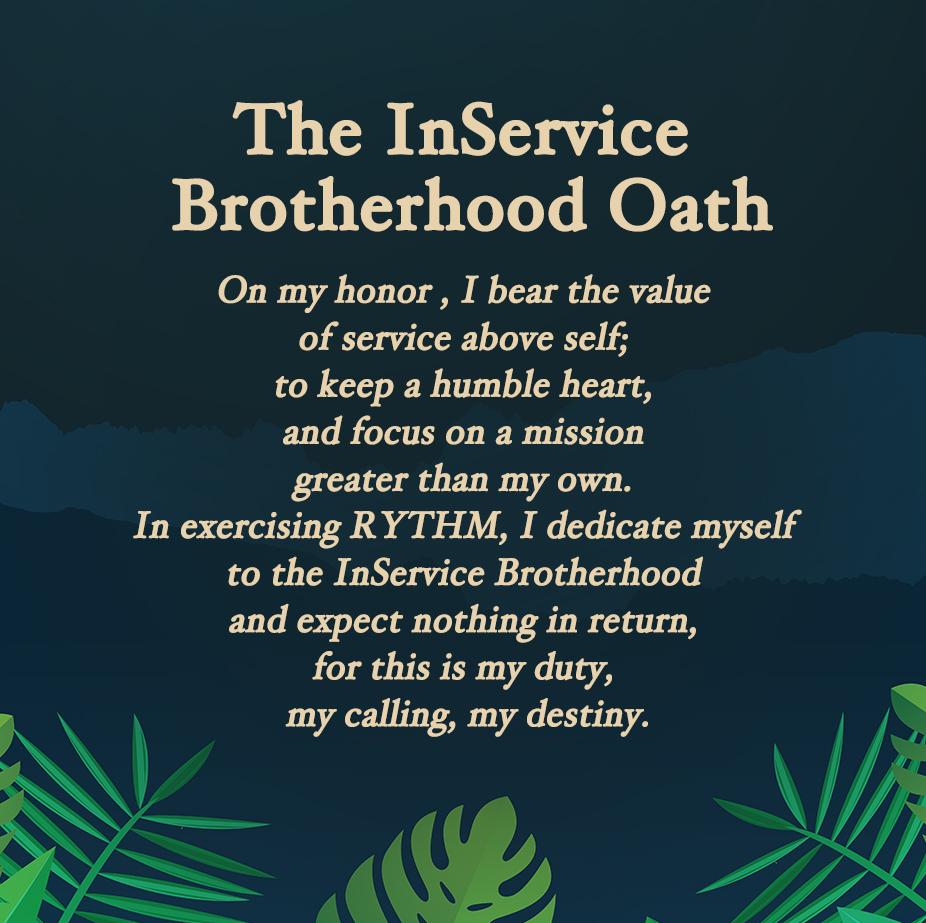 The InService
Brotherhood Oath
On my honor , I bear the value
of service above self;
to keep a humble heart,
and focus on a mission
greater than my own.
In exercising RYTHM, I dedicate myself
to the InService Brotherhood
and expect nothing in return,
for this is my duty,
my calling, my destiny.